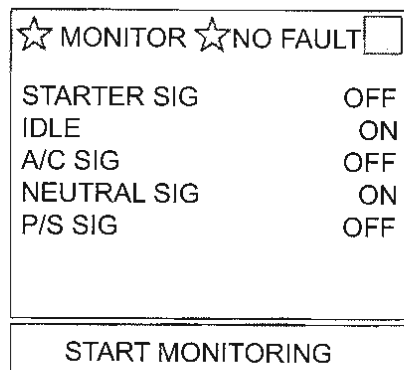 ☆ MONITOR ☆ NO FAULT
STARTER SIG OFF
IDLE ON
A/C SIG OFF
NEUTRAL SIG ON
P/S SIG OFF
START MONITORING